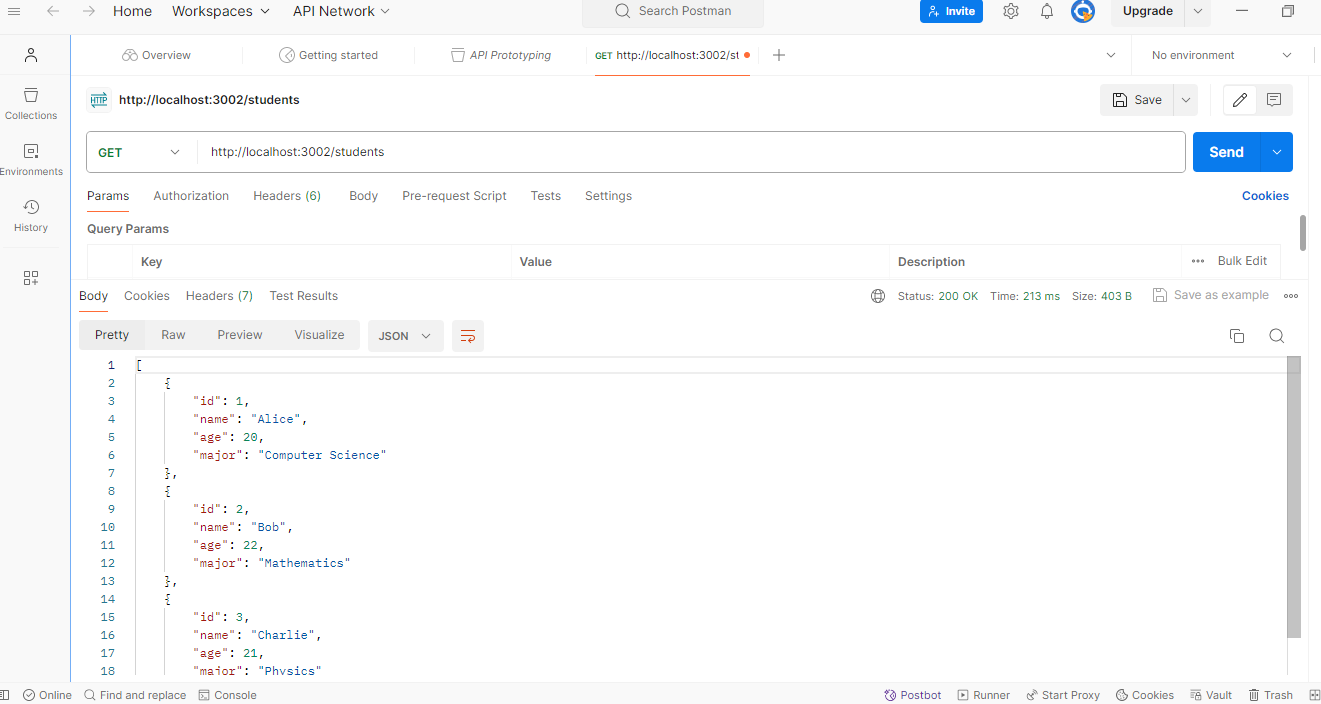 Home Workspaces API Network Search Postman Invite Upgrade
Overview Getting started API Prototyping GET http://localhost:3002/st No environment
HTTP http://localhost:3002/students Save
Collections
GET http://localhost:3002/students Send
Environments
Params Authorization Headers (6) Body Pre-request Script Tests Settings Cookies
History
Query Params
Key Value Description Bulk Edit
Body Cookies Headers (7) Test Results Status: 200 OK Time: 213 ms Size: 403 B Save as example
Pretty Raw Preview Visualize JSON
1 [
2 {
3 "id": 1,
4 "name": "Alice",
5 "age": 20,
6 "major": "Computer Science"
7 },
8 {
9 "id": 2,
10 "name": "Bob",
11 "age": 22,
12 "major": "Mathematics"
13 },
14 {
15 "id": 3,
16 "name": "Charlie",
17 "age": 21,
18 "major": "Physics"
Online Find and replace Console Postbot Runner Start Proxy Cookies Vault Trash